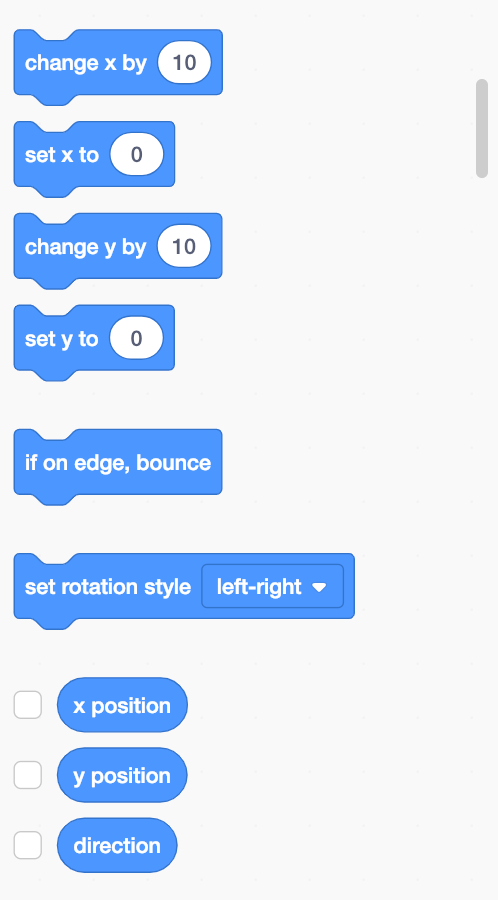 change x by 10
set x to 0
change y by 10
set y to 0
if on edge, bounce
set rotation style left-right
x position
y position
direction